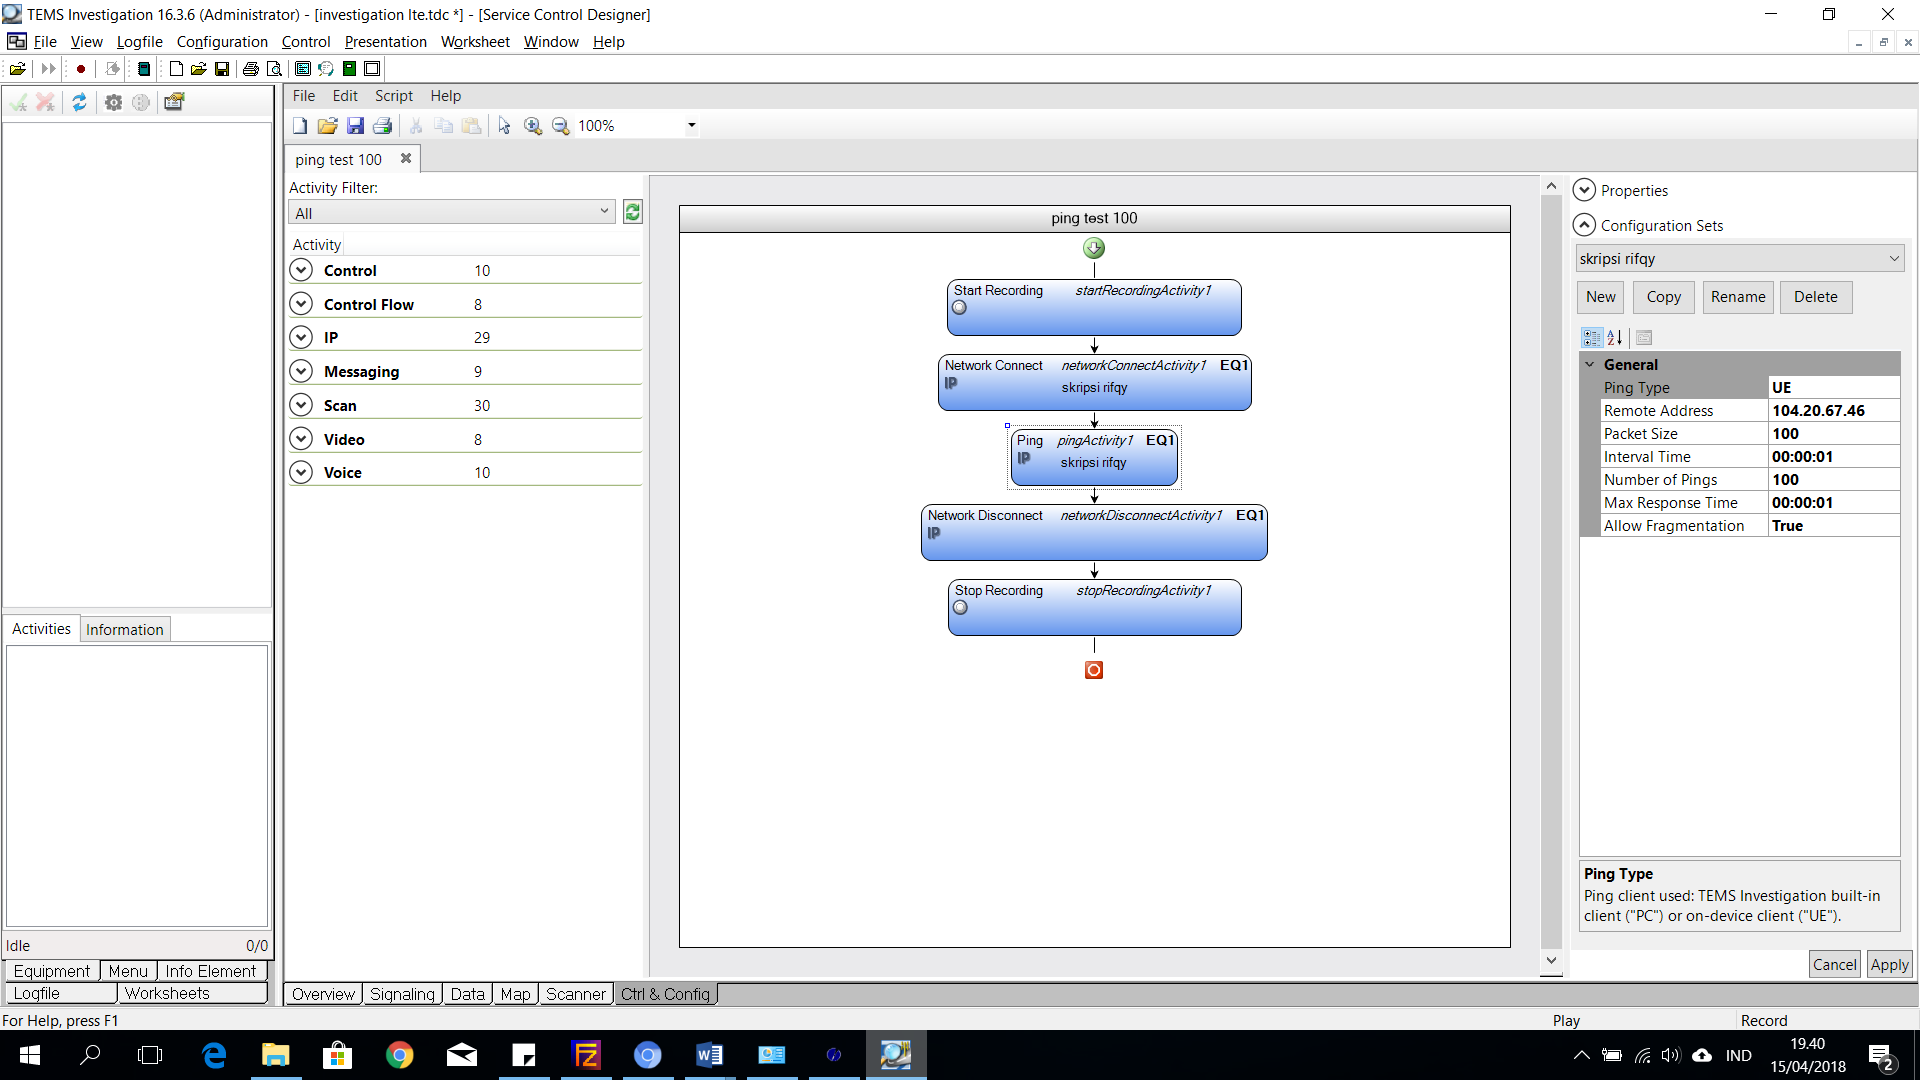 TEMS Investigation 16.3.6 (Administrator) - [investigation lte.tdc *] - [Service Control Designer]
File View Logfile Configuration Control Presentation Worksheet Window Help
File Edit Script Help
100%
ping test 100
Activity Filter:
All
Activity
Control 10
Control Flow 8
IP 29
Messaging 9
Scan 30
Video 8
Voice 10
ping test 100
Start Recording startRecordingActivity1
Network Connect networkConnectActivity1 EQ1
IP skripsi rifqy
Ping pingActivity1 EQ1
IP skripsi rifqy
Network Disconnect networkDisconnectActivity1 EQ1
IP
Stop Recording stopRecordingActivity1
Properties
Configuration Sets
skripsi rifqy
New Copy Rename Delete
General
Ping Type UE
Remote Address 104.20.67.46
Packet Size 100
Interval Time 00:00:01
Number of Pings 100
Max Response Time 00:00:01
Allow Fragmentation True
Ping Type
Ping client used: TEMS Investigation built-in
client ("PC") or on-device client ("UE").
Cancel Apply
Activities Information
Idle 0/0
Equipment Menu Info Element
Logfile Worksheets
Overview Signaling Data Map Scanner Ctrl & Config
For Help, press F1 Play Record
IND
19.40
15/04/2018
2